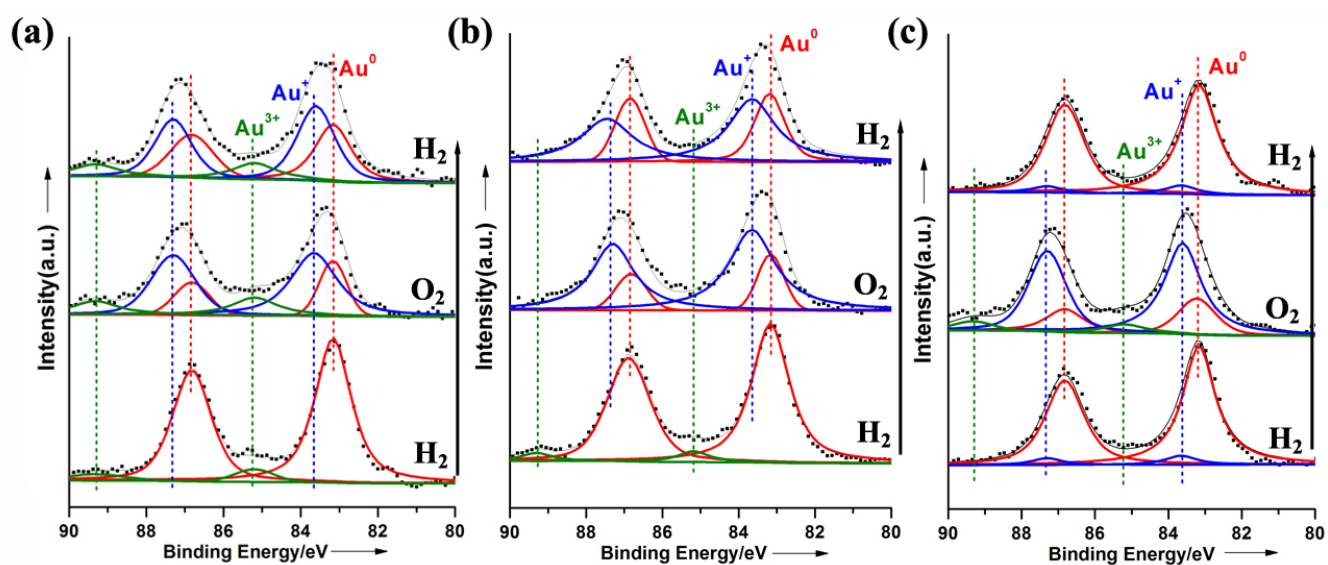 (a)
Au⁺
Au⁰
Au³⁺
H₂
O₂
H₂
Intensity(a.u.)
Intensity(a.u.)
90 88 86 84 82 80
Binding Energy/eV
(b)
Au⁺
Au⁰
Au³⁺
H₂
O₂
H₂
Intensity(a.u.)
90 88 86 84 82 80
Binding Energy/eV
(c)
Au⁺
Au⁰
Au³⁺
H₂
O₂
H₂
Intensity(a.u.)
90 88 86 84 82 80
Binding Energy/eV